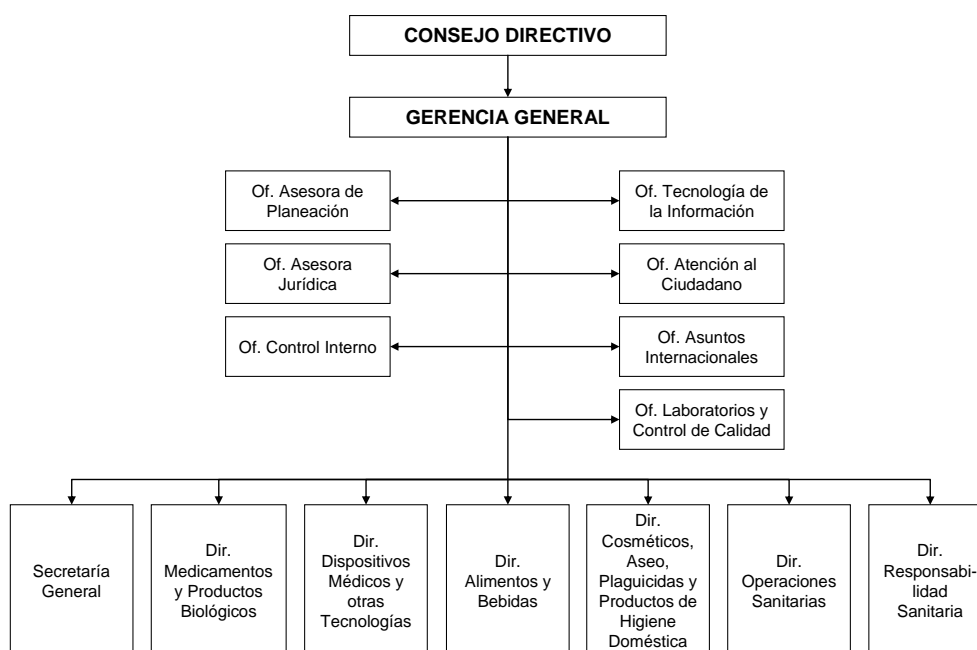 CONSEJO DIRECTIVO
GERENCIA GENERAL
Of. Asesora de
Planeación
Of. Tecnología de
la Información
Of. Asesora
Jurídica
Of. Atención al
Ciudadano
Of. Control Interno
Of. Asuntos
Internacionales
Of. Laboratorios y
Control de Calidad
Secretaría
General
Dir.
Medicamentos
y Productos
Biológicos
Dir.
Dispositivos
Médicos y
otras
Tecnologías
Dir.
Alimentos y
Bebidas
Dir.
Cosméticos,
Aseo,
Plaguicidas y
Productos de
Higiene
Doméstica
Dir.
Operaciones
Sanitarias
Dir.
Responsabi-
lidad
Sanitaria